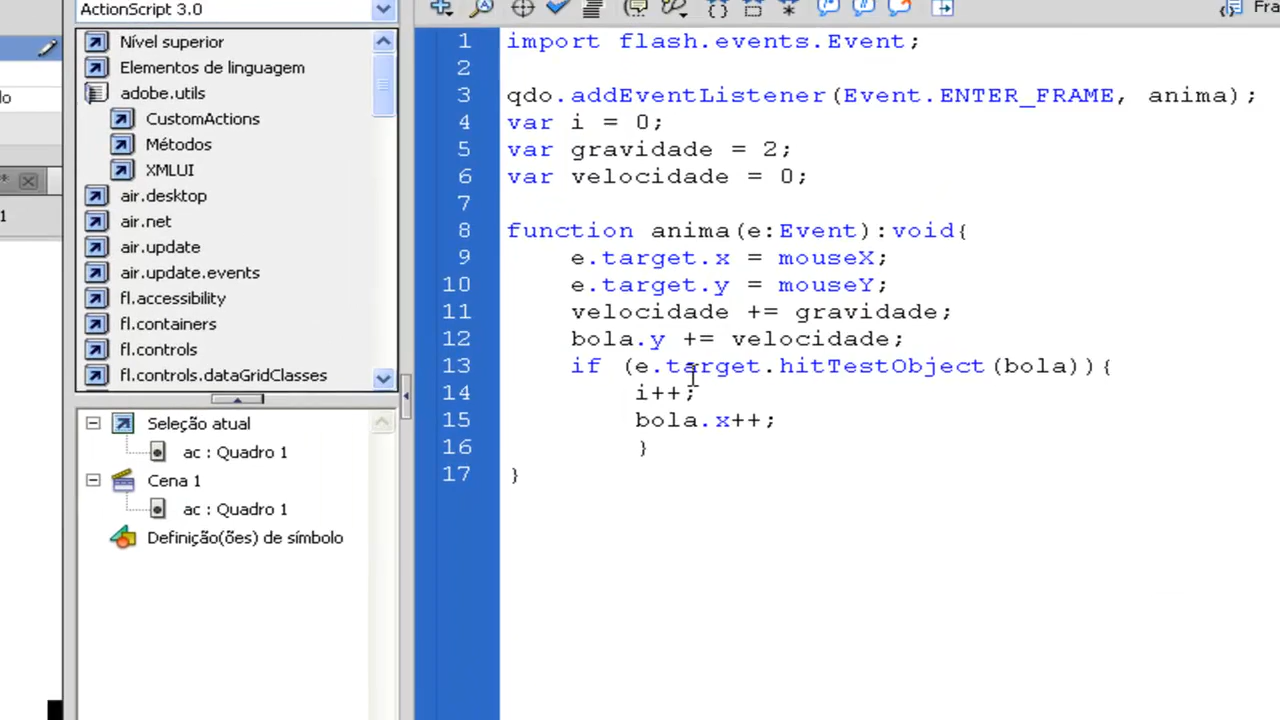 ActionScript 3.0
Nível superior
Elementos de linguagem
adobe.utils
CustomActions
Métodos
XMLUI
air.desktop
air.net
air.update
air.update.events
fl.accessibility
fl.containers
fl.controls
fl.controls.dataGridClasses
Seleção atual
ac : Quadro 1
Cena 1
ac : Quadro 1
Definição(ões) de símbolo
1 import flash.events.Event;
2
3 qdo.addEventListener(Event.ENTER_FRAME, anima);
4 var i = 0;
5 var gravidade = 2;
6 var velocidade = 0;
7
8 function anima(e:Event):void{
9 e.target.x = mouseX;
10 e.target.y = mouseY;
11 velocidade += gravidade;
12 bola.y += velocidade;
13 if (e.target.hitTestObject(bola)){
14 i++;
15 bola.x++;
16 }
17 }